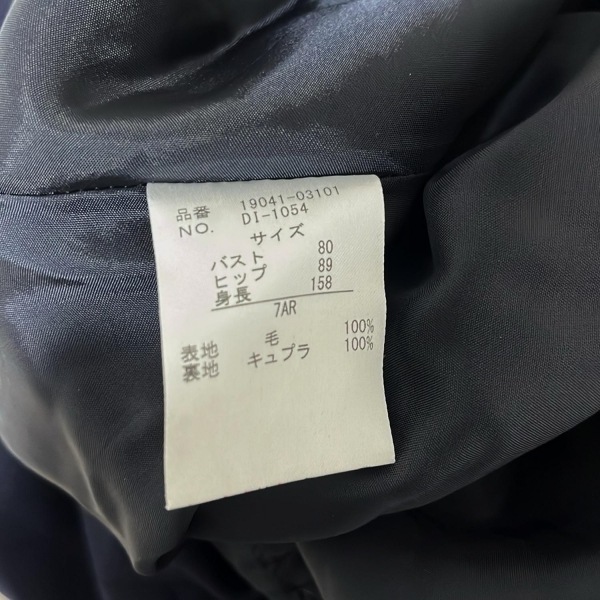 品番 19041-03101
NO. DI-1054
サイズ
バスト 80
ヒップ 89
身長 158
7AR
表地 毛 100%
裏地 キュプラ 100%